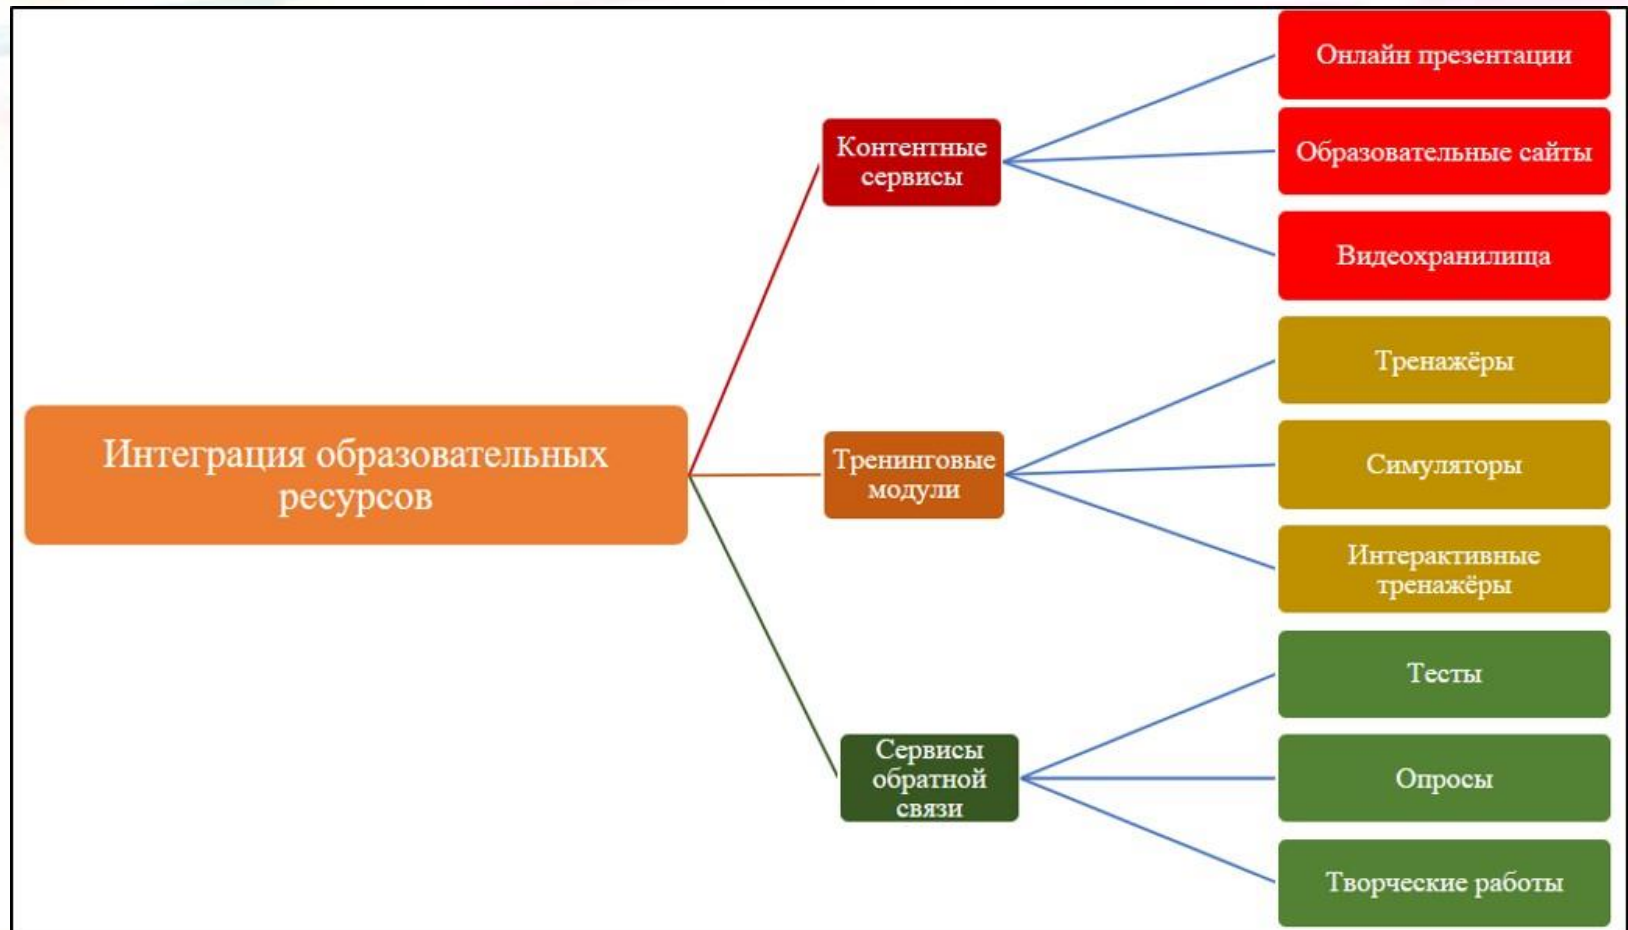 Интеграция образовательных
ресурсов
Контентные
сервисы
Онлайн презентации
Образовательные сайты
Видеохранилища
Тренинговые
модули
Тренажёры
Симуляторы
Интерактивные
тренажёры
Сервисы
обратной
связи
Тесты
Опросы
Творческие работы